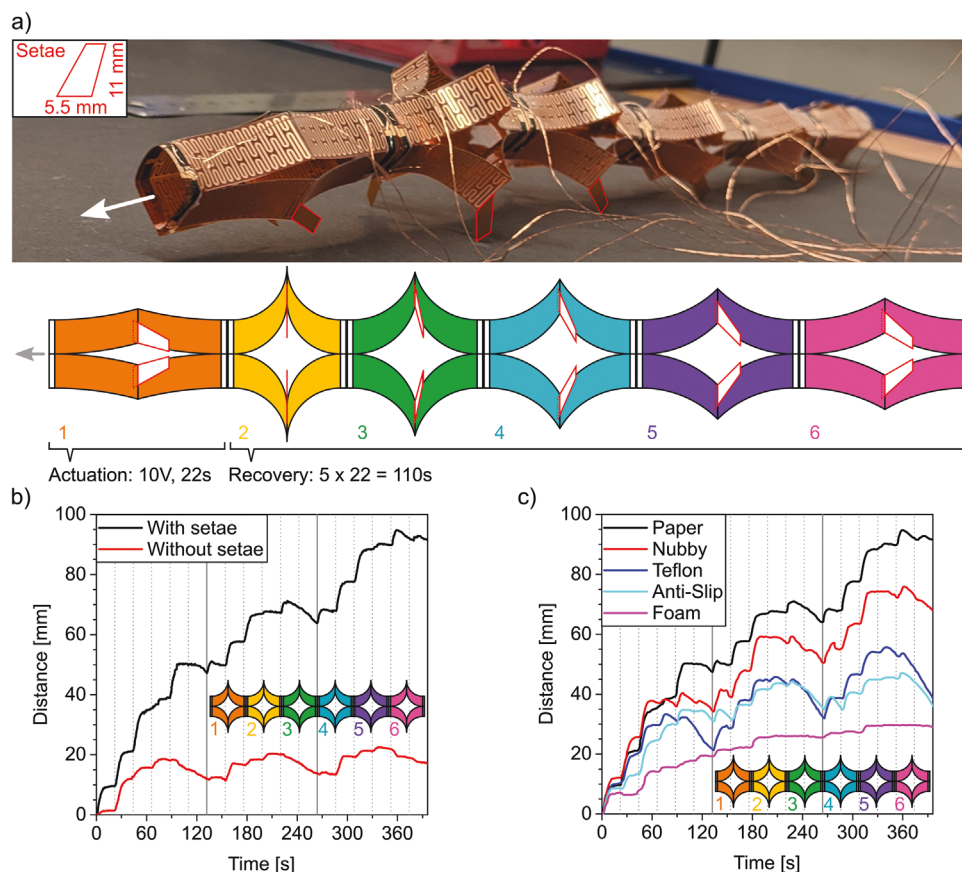 a)
Setae
11 mm
5.5 mm
1 2 3 4 5 6
Actuation: 10V, 22s
Recovery: 5 x 22 = 110s
b)
With setae
Without setae
Distance [mm]
100
80
60
40
20
0
1 2 3 4 5 6
0 60 120 180 240 300 360
Time [s]
c)
Paper
Nubby
Teflon
Anti-Slip
Foam
Distance [mm]
100
80
60
40
20
0
1 2 3 4 5 6
0 60 120 180 240 300 360
Time [s]